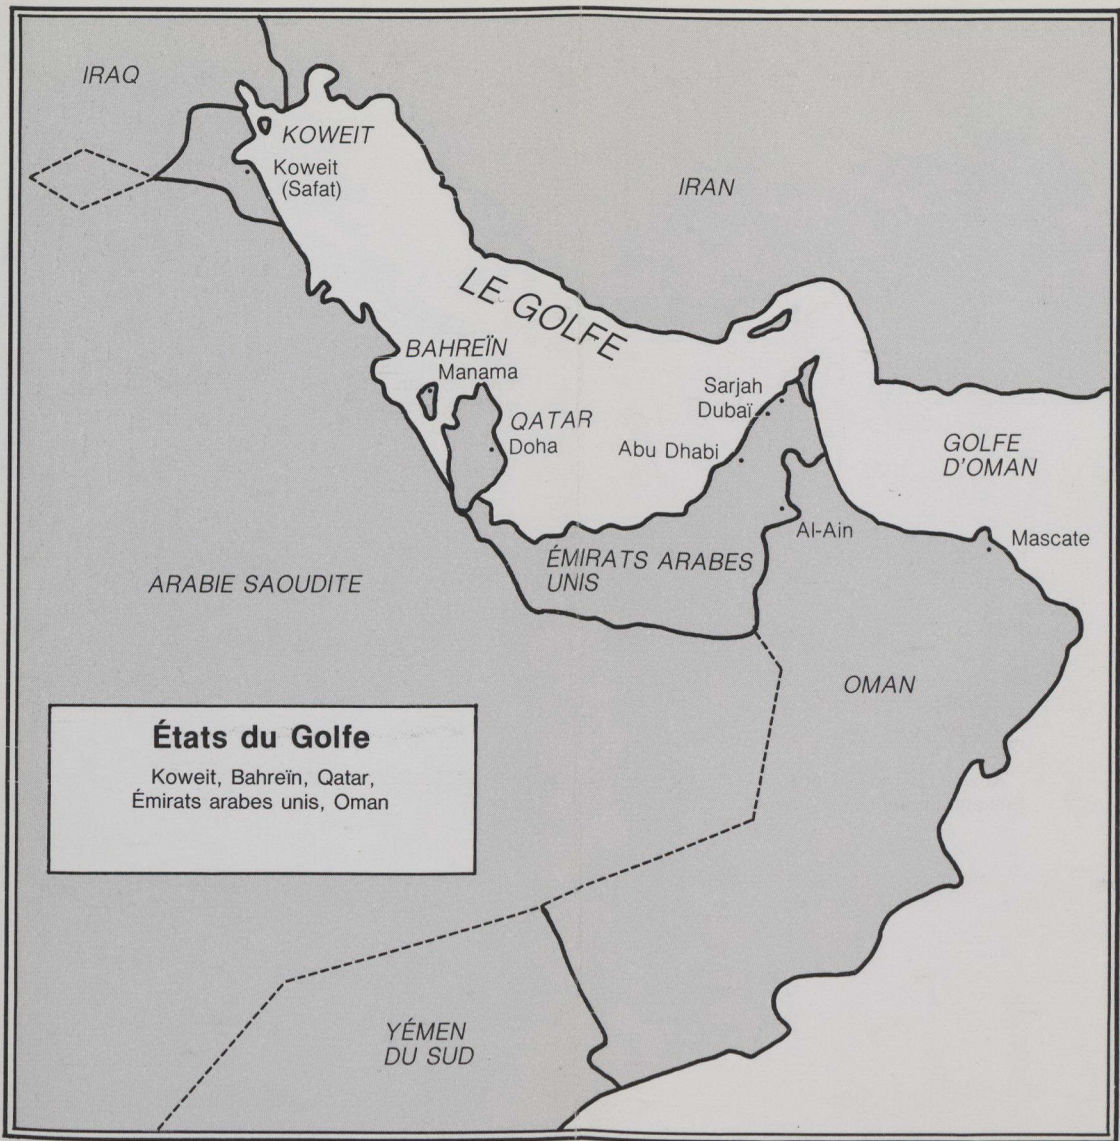 IRAQ
KOWEIT
Koweit
(Safat)
IRAN
LE GOLFE
BAHREÏN
Manama
QATAR
Doha
Sarjah
Dubaï
Abu Dhabi
GOLFE
D'OMAN
Al-Ain
Mascate
ÉMIRATS ARABES
UNIS
ARABIE SAOUDITE
OMAN
États du Golfe
Koweit, Bahreïn, Qatar,
Émirats arabes unis, Oman
YÉMEN
DU SUD